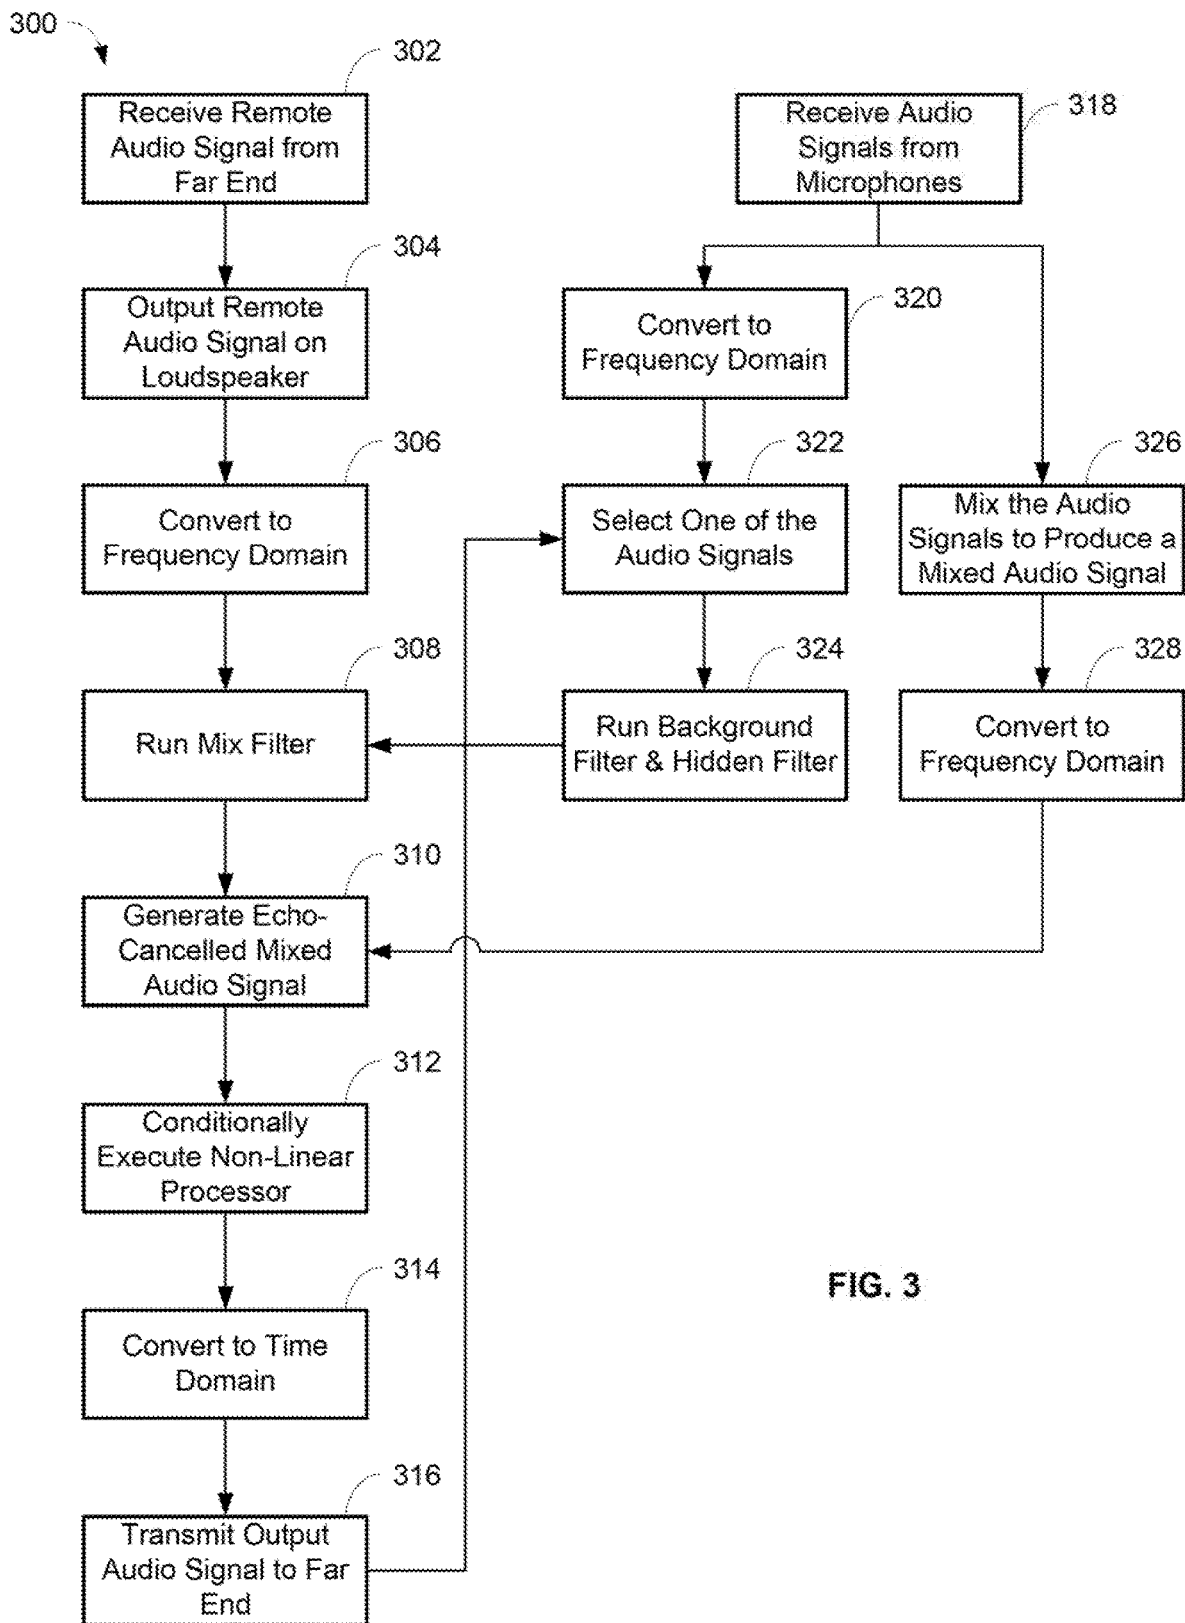 300
302
Receive Remote
Audio Signal from
Far End
304
Output Remote
Audio Signal on
Loudspeaker
306
Convert to
Frequency Domain
308
Run Mix Filter
310
Generate Echo-
Cancelled Mixed
Audio Signal
312
Conditionally
Execute Non-Linear
Processor
314
Convert to Time
Domain
316
Transmit Output
Audio Signal to Far
End
318
Receive Audio
Signals from
Microphones
320
Convert to
Frequency Domain
322
Select One of the
Audio Signals
324
Run Background
Filter & Hidden Filter
326
Mix the Audio
Signals to Produce a
Mixed Audio Signal
328
Convert to
Frequency Domain
FIG. 3